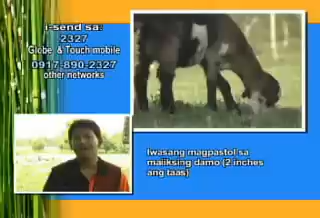 i-send sa:
2327
Globe & Touch mobile
0917-890-2327
other networks
Iwasang magpastol sa
maiiksing damo (2 inches
ang taas)